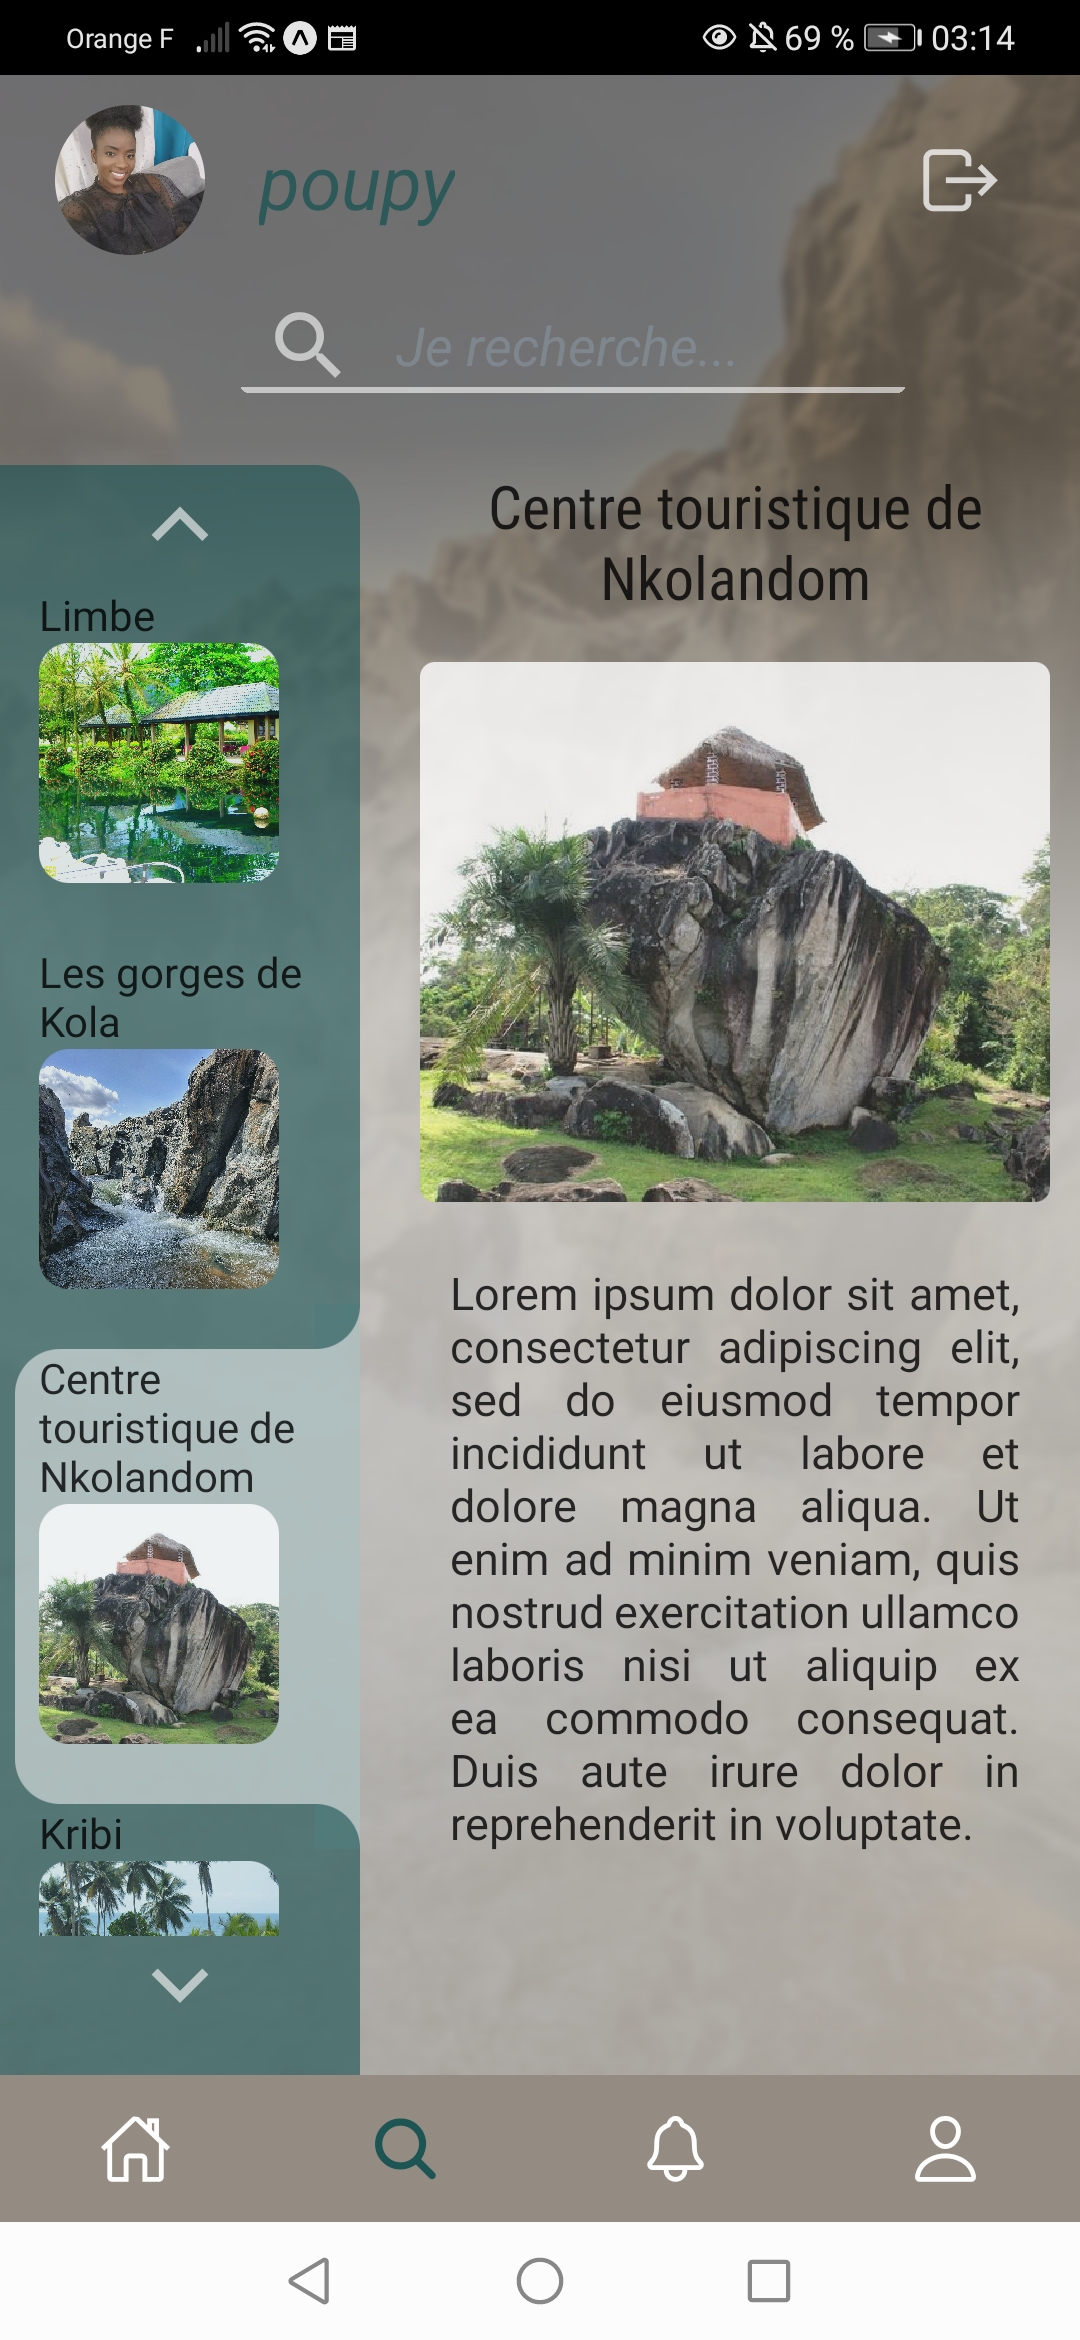 Orange F 69 % 03:14
poupy
Je recherche...
Limbe
Les gorges de
Kola
Centre
touristique de
Nkolandom
Kribi
Centre touristique de
Nkolandom
Lorem ipsum dolor sit amet,
consectetur adipiscing elit,
sed do eiusmod tempor
incididunt ut labore et
dolore magna aliqua. Ut
enim ad minim veniam, quis
nostrud exercitation ullamco
laboris nisi ut aliquip ex
ea commodo consequat.
Duis aute irure dolor in
reprehenderit in voluptate.